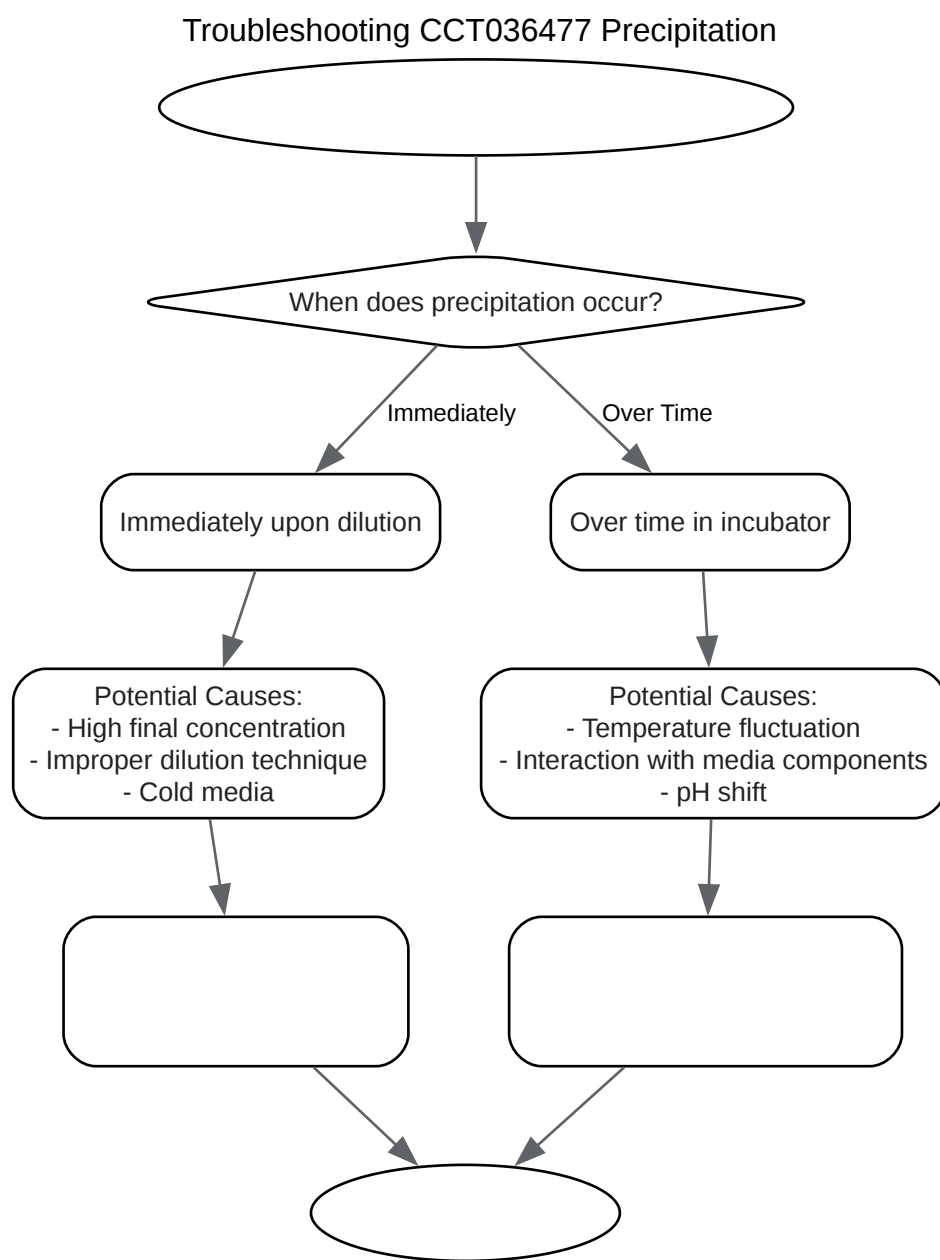 Troubleshooting CCT036477 Precipitation
When does precipitation occur?
Immediately
Over Time
Immediately upon dilution
Over time in incubator
Potential Causes:
- High final concentration
- Improper dilution technique
- Cold media
Potential Causes:
- Temperature fluctuation
- Interaction with media components
- pH shift